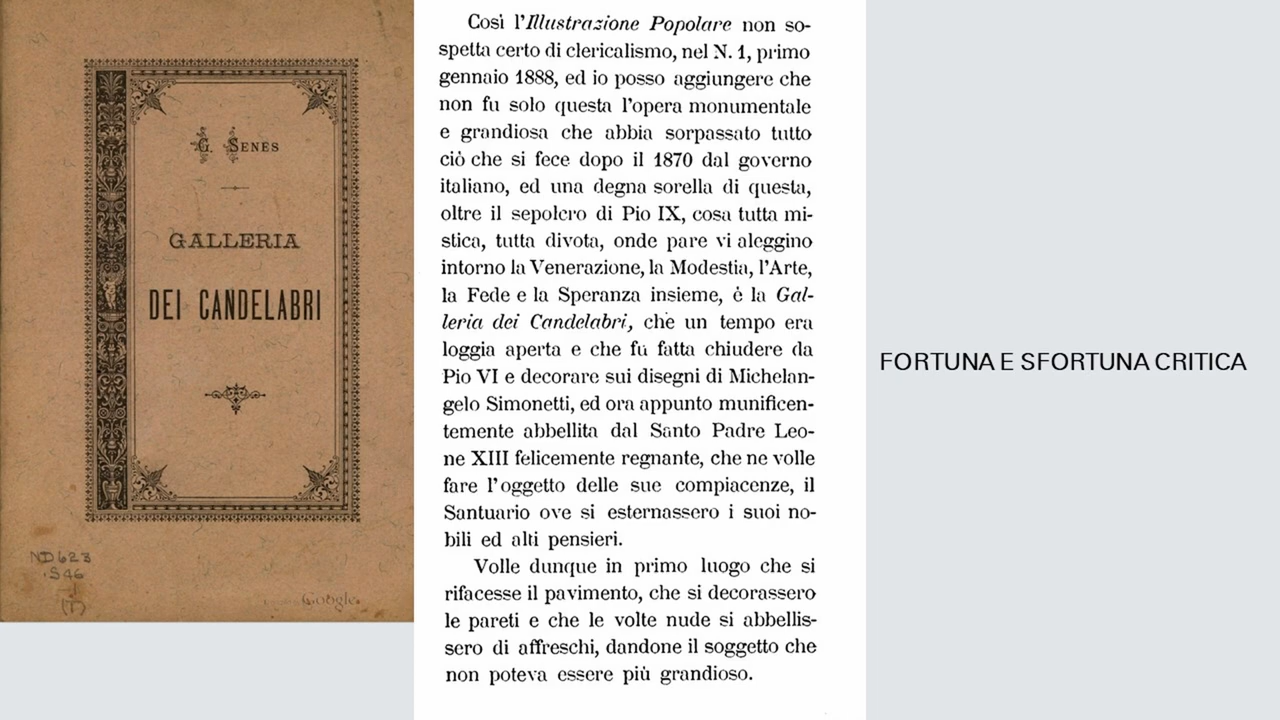 G. SENES
GALLERIA
DEI CANDELABRI
ND623
.S46
(T)
Google
Così l'Illustrazione Popolare non so-
spetta certo di clericalismo, nel N. 1, primo
gennaio 1888, ed io posso aggiungere che
non fu solo questa l'opera monumentale
e grandiosa che abbia sorpassato tutto
ciò che si fece dopo il 1870 dal governo
italiano, ed una degna sorella di questa,
oltre il sepolcro di Pio IX, cosa tutta mi-
stica, tutta divota, onde pare vi aleggino
intorno la Venerazione, la Modestia, l'Arte,
la Fede e la Speranza insieme, è la Gal-
leria dei Candelabri, che un tempo era
loggia aperta e che fu fatta chiudere da
Pio VI e decorare sui disegni di Michelan-
gelo Simonetti, ed ora appunto munificen-
temente abbellita dal Santo Padre Leo-
ne XIII felicemente regnante, che ne volle
fare l'oggetto delle sue compiacenze, il
Santuario ove si esternassero i suoi no-
bili ed alti pensieri.
Volle dunque in primo luogo che si
rifacesse il pavimento, che si decorassero
le pareti e che le volte nude si abbellis-
sero di affreschi, dandone il soggetto che
non poteva essere più grandioso.
FORTUNA E SFORTUNA CRITICA